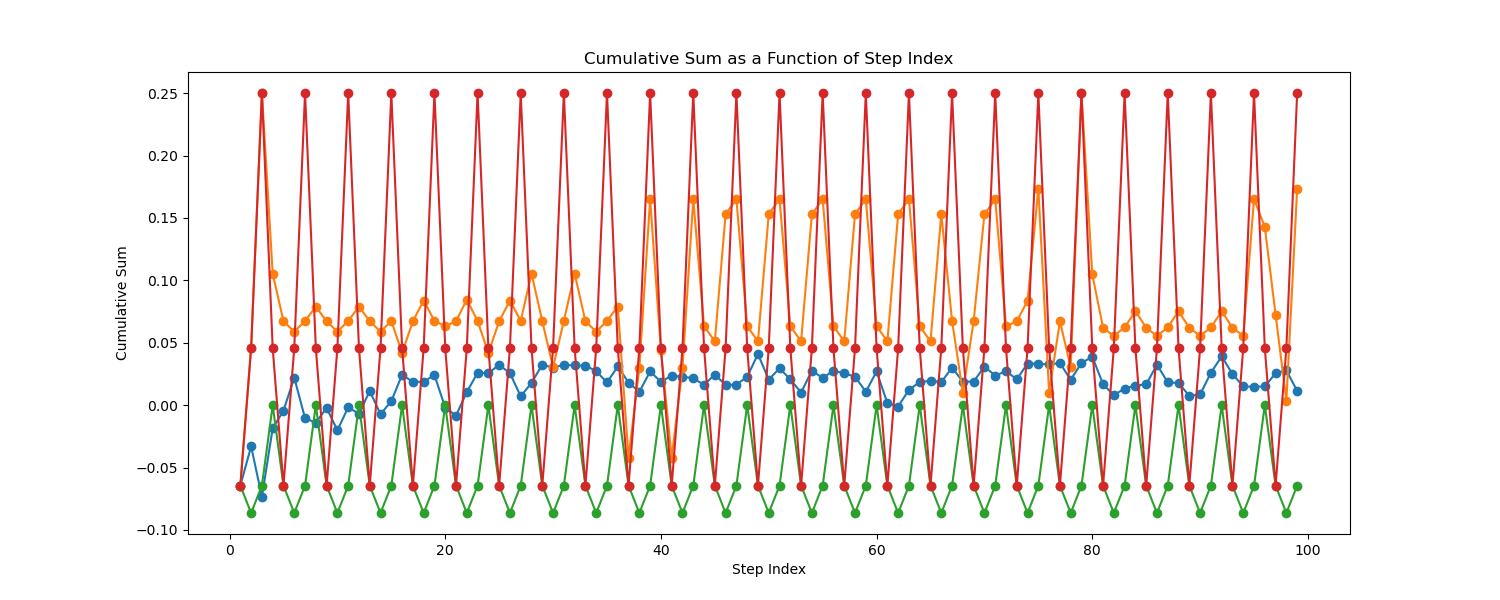 Cumulative Sum as a Function of Step Index
0.25
0.20
0.15
0.10
0.05
0.00
−0.05
−0.10
Cumulative Sum
0 20 40 60 80 100
Step Index